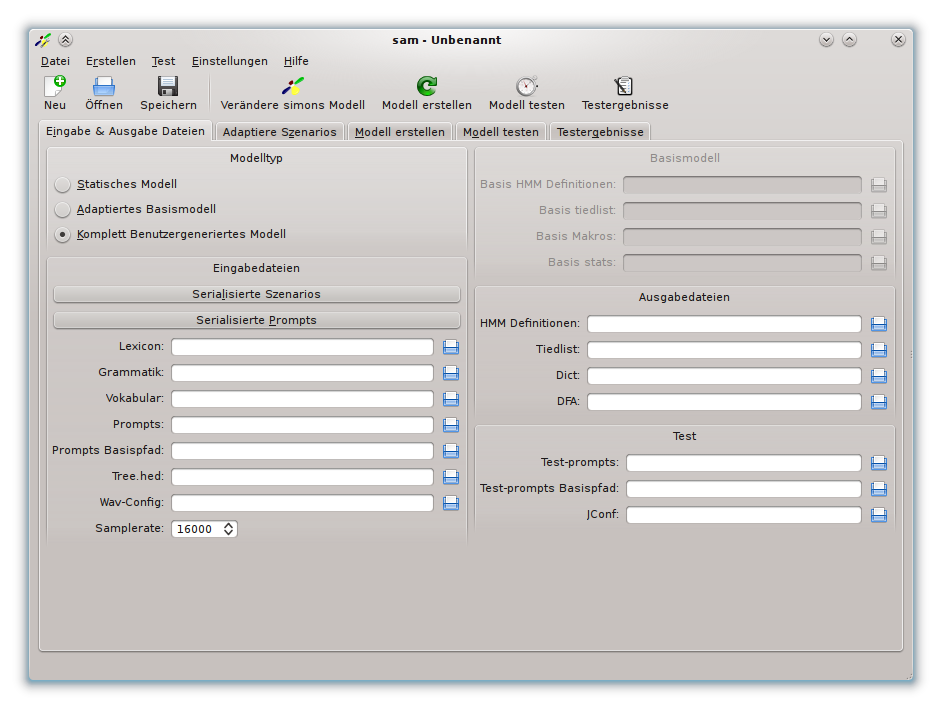 sam - Unbenannt
Datei Erstellen Test Einstellungen Hilfe
Neu Öffnen Speichern Verändere simons Modell Modell erstellen Modell testen Testergebnisse
Eingabe & Ausgabe Dateien Adaptiere Szenarios Modell erstellen Modell testen Testergebnisse
Modelltyp
Statisches Modell
Adaptiertes Basismodell
Komplett Benutzergeneriertes Modell
Eingabedateien
Serialisierte Szenarios
Serialisierte Prompts
Lexicon:
Grammatik:
Vokabular:
Prompts:
Prompts Basispfad:
Tree.hed:
Wav-Config:
Samplerate: 16000
Basismodell
Basis HMM Definitionen:
Basis tiedlist:
Basis Makros:
Basis stats:
Ausgabedateien
HMM Definitionen:
Tiedlist:
Dict:
DFA:
Test
Test-prompts:
Test-prompts Basispfad:
JConf: